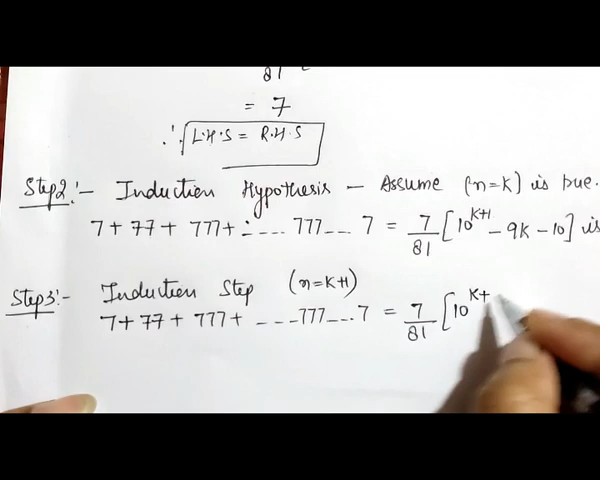 81
= 7
∴ L.H.S = R.H.S
Step2:- Induction Hypothesis - Assume (n=k) is true.
7+ 77 + 777+ - - - - 777 - - - 7 = 7/81 [10^k+1 - 9k - 10] is
Step3:- Induction Step (n=k+1)
7+ 77 + 777 + - - - 777 - - - 7 = 7/81 [10^k+